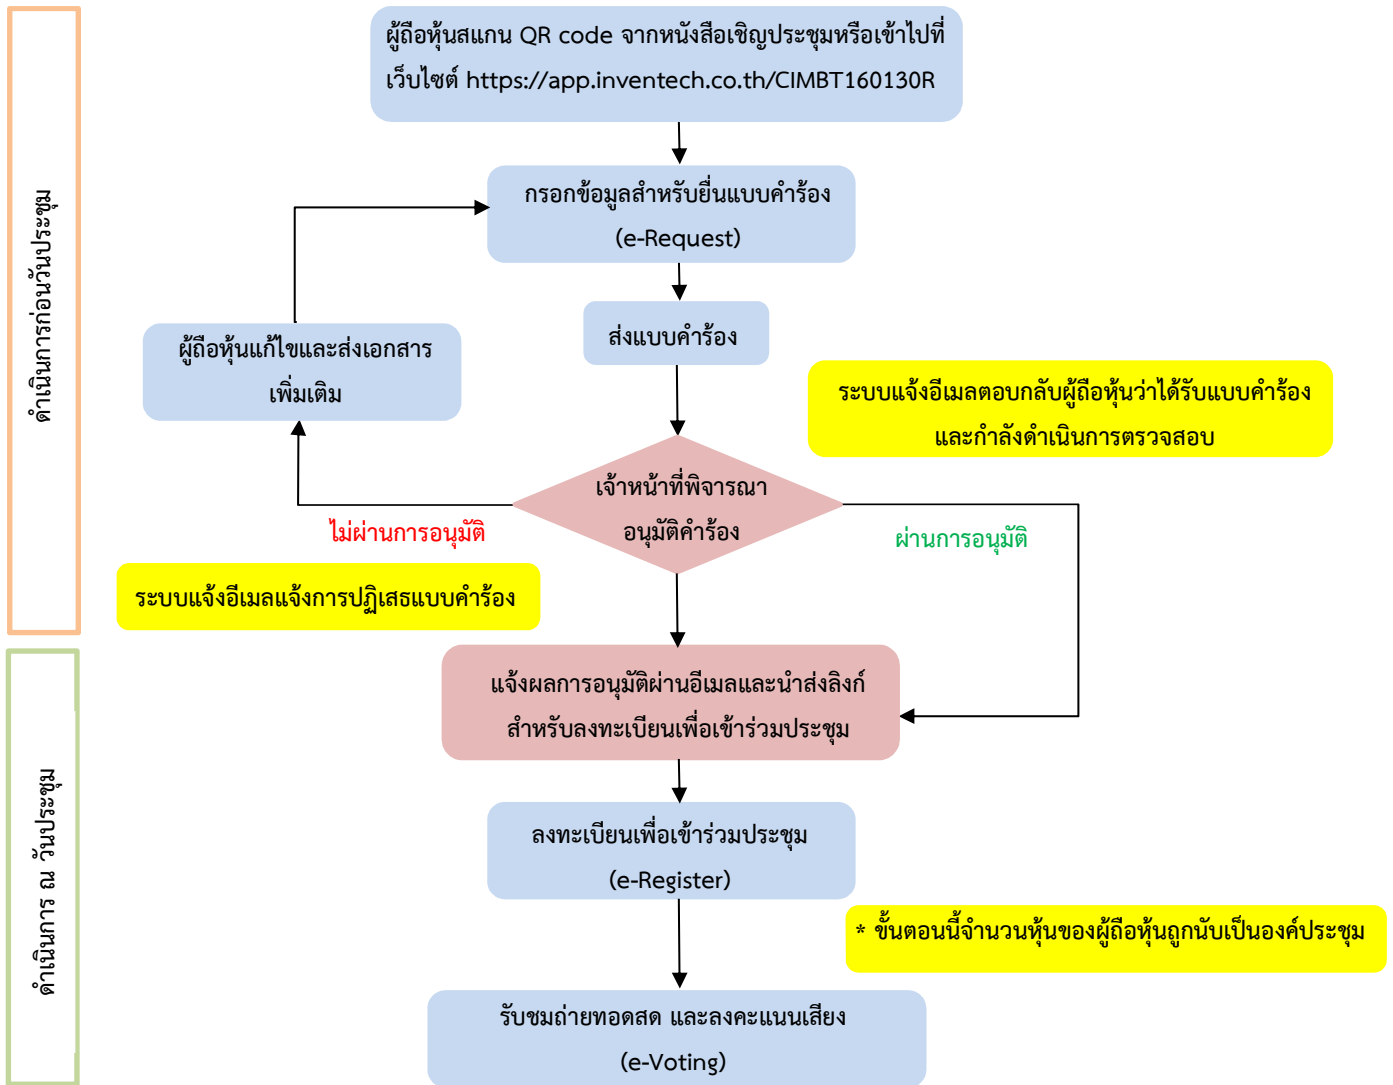 ดำเนินการก่อนวันประชุม
ผู้ถือหุ้นสแกน QR code จากหนังสือเชิญประชุมหรือเข้าไปที่
เว็บไซต์ https://app.inventech.co.th/CIMBT160130R
กรอกข้อมูลสำหรับยื่นแบบคำร้อง
(e-Request)
ส่งแบบคำร้อง
ผู้ถือหุ้นแก้ไขและส่งเอกสาร
เพิ่มเติม
ระบบแจ้งอีเมลตอบกลับผู้ถือหุ้นว่าได้รับแบบคำร้อง
และกำลังดำเนินการตรวจสอบ
เจ้าหน้าที่พิจารณา
อนุมัติคำร้อง
ไม่ผ่านการอนุมัติ
ผ่านการอนุมัติ
ระบบแจ้งอีเมลแจ้งการปฏิเสธแบบคำร้อง
ดำเนินการ ณ วันประชุม
แจ้งผลการอนุมัติผ่านอีเมลและนำส่งลิงก์
สำหรับลงทะเบียนเพื่อเข้าร่วมประชุม
ลงทะเบียนเพื่อเข้าร่วมประชุม
(e-Register)
* ขั้นตอนนี้จำนวนหุ้นของผู้ถือหุ้นถูกนับเป็นองค์ประชุม
รับชมถ่ายทอดสด และลงคะแนนเสียง
(e-Voting)